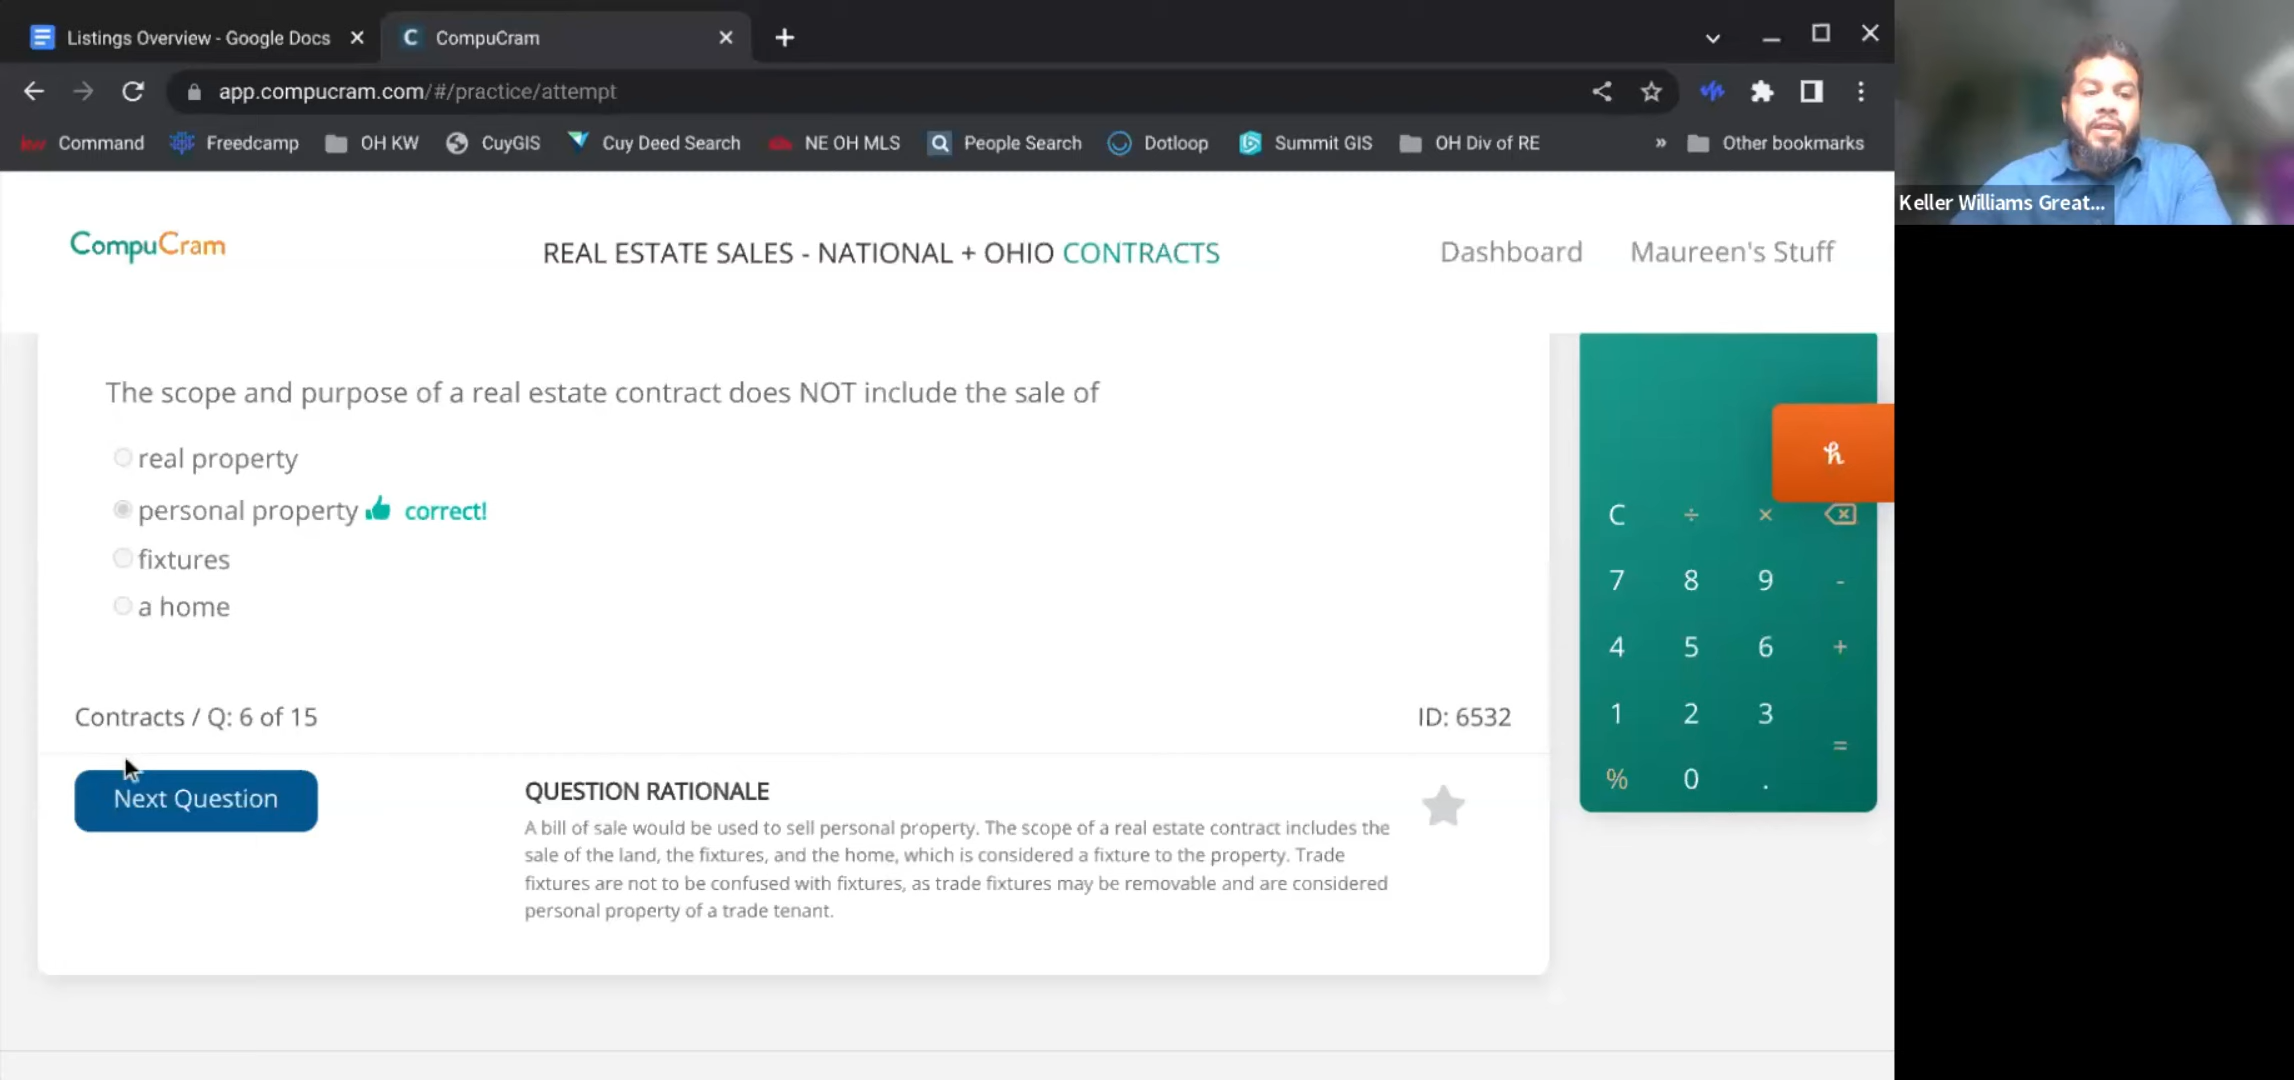 Listings Overview - Google Docs
CompuCram
app.compucram.com/#/practice/attempt
kw Command
Freedcamp
OH KW
CuyGIS
Cuy Deed Search
NE OH MLS
People Search
Dotloop
Summit GIS
OH Div of RE
»
Other bookmarks
Keller Williams Great...
CompuCram
REAL ESTATE SALES - NATIONAL + OHIO CONTRACTS
Dashboard
Maureen's Stuff
The scope and purpose of a real estate contract does NOT include the sale of
real property
personal property correct!
fixtures
a home
Contracts / Q: 6 of 15
ID: 6532
Next Question
QUESTION RATIONALE
A bill of sale would be used to sell personal property. The scope of a real estate contract includes the
sale of the land, the fixtures, and the home, which is considered a fixture to the property. Trade
fixtures are not to be confused with fixtures, as trade fixtures may be removable and are considered
personal property of a trade tenant.
h
C ÷ ×
7 8 9 -
4 5 6 +
1 2 3
=
% 0 .